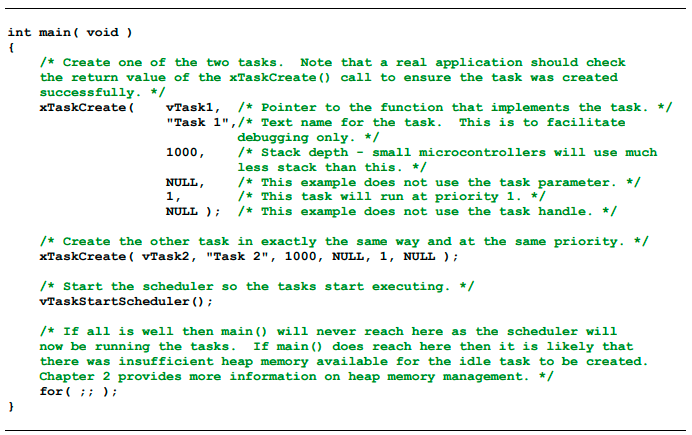 int main( void )
{
/* Create one of the two tasks. Note that a real application should check
the return value of the xTaskCreate() call to ensure the task was created
successfully. */
xTaskCreate( vTask1, /* Pointer to the function that implements the task. */
"Task 1",/* Text name for the task. This is to facilitate
debugging only. */
1000, /* Stack depth - small microcontrollers will use much
less stack than this. */
NULL, /* This example does not use the task parameter. */
1, /* This task will run at priority 1. */
NULL ); /* This example does not use the task handle. */
/* Create the other task in exactly the same way and at the same priority. */
xTaskCreate( vTask2, "Task 2", 1000, NULL, 1, NULL );
/* Start the scheduler so the tasks start executing. */
vTaskStartScheduler();
/* If all is well then main() will never reach here as the scheduler will
now be running the tasks. If main() does reach here then it is likely that
there was insufficient heap memory available for the idle task to be created.
Chapter 2 provides more information on heap memory management. */
for( ;; );
}